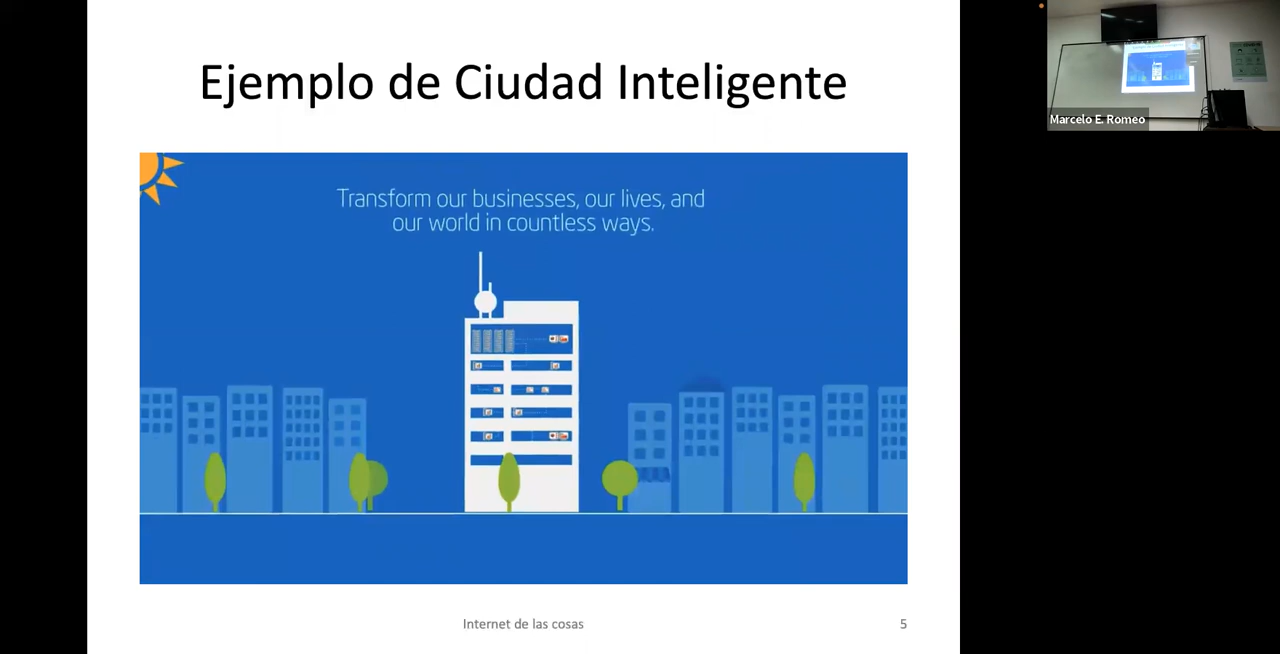 Ejemplo de Ciudad Inteligente
Transform our businesses, our lives, and
our world in countless ways.
Internet de las cosas
5
Marcelo E. Romeo